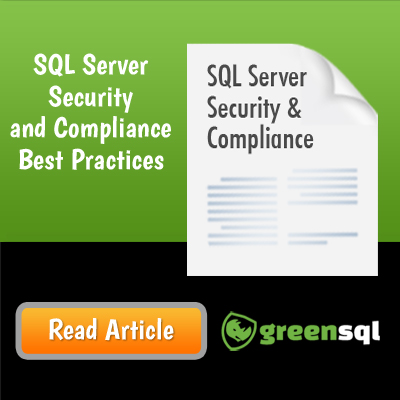 SQL Server
Security
and Compliance
Best Practices
SQL Server
Security &
Compliance
Read Article
greensql